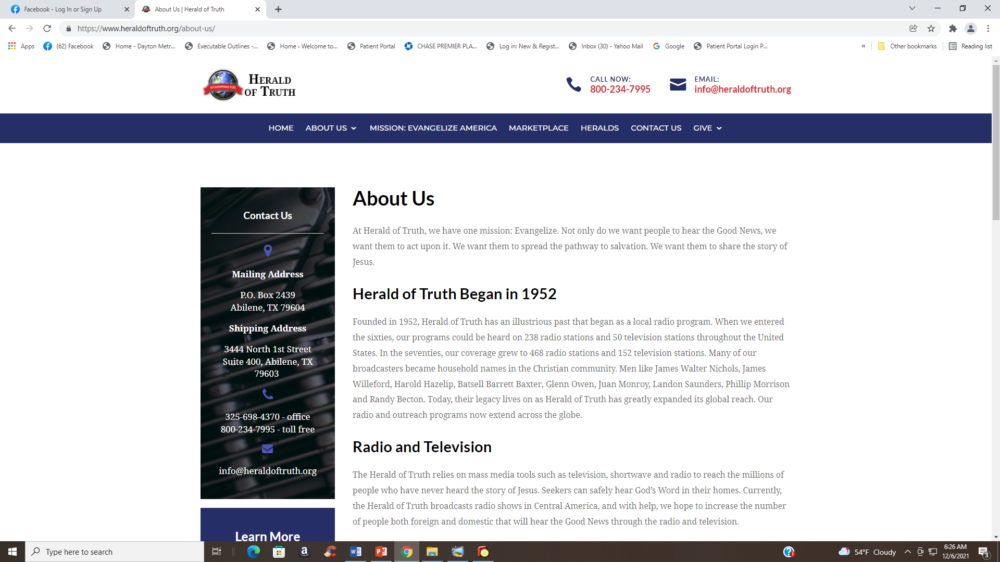 Facebook - Log In or Sign Up
About Us | Herald of Truth
https://www.heraldoftruth.org/about-us/
Apps
(62) Facebook
Home - Dayton Metr...
Executable Outlines -...
Home ‹ Welcome to...
Patient Portal
CHASE PREMIER PLA...
Log in: New & Regist...
Inbox (30) - Yahoo Mail
Google
Patient Portal Login P...
»
Other bookmarks
Reading list
II Corinthians 5:20
HERALD
OF TRUTH
CALL NOW:
800-234-7995
EMAIL:
info@heraldoftruth.org
HOME
ABOUT US
MISSION: EVANGELIZE AMERICA
MARKETPLACE
HERALDS
CONTACT US
GIVE
Contact Us
Mailing Address
P.O. Box 2439
Abilene, TX 79604
Shipping Address
3444 North 1st Street
Suite 400, Abilene, TX
79603
325-698-4370 - office
800-234-7995 - toll free
info@heraldoftruth.org
Learn More
About Us
At Herald of Truth, we have one mission: Evangelize. Not only do we want people to hear the Good News, we
want them to act upon it. We want them to spread the pathway to salvation. We want them to share the story of
Jesus.
Herald of Truth Began in 1952
Founded in 1952, Herald of Truth has an illustrious past that began as a local radio program. When we entered
the sixties, our programs could be heard on 238 radio stations and 50 television stations throughout the United
States. In the seventies, our coverage grew to 468 radio stations and 152 television stations. Many of our
broadcasters became household names in the Christian community. Men like James Walter Nichols, James
Willeford, Harold Hazelip, Batsell Barrett Baxter, Glenn Owen, Juan Monroy, Landon Saunders, Phillip Morrison
and Randy Becton. Today, their legacy lives on as Herald of Truth has greatly expanded its global reach. Our
radio and outreach programs now extend across the globe.
Radio and Television
The Herald of Truth relies on mass media tools such as television, shortwave and radio to reach the millions of
people who have never heard the story of Jesus. Seekers can safely hear God’s Word in their homes. Currently,
the Herald of Truth broadcasts radio shows in Central America, and with help, we hope to increase the number
of people both foreign and domestic that will hear the Good News through the radio and television.
Type here to search
54°F Cloudy
6:26 AM
12/6/2021
3